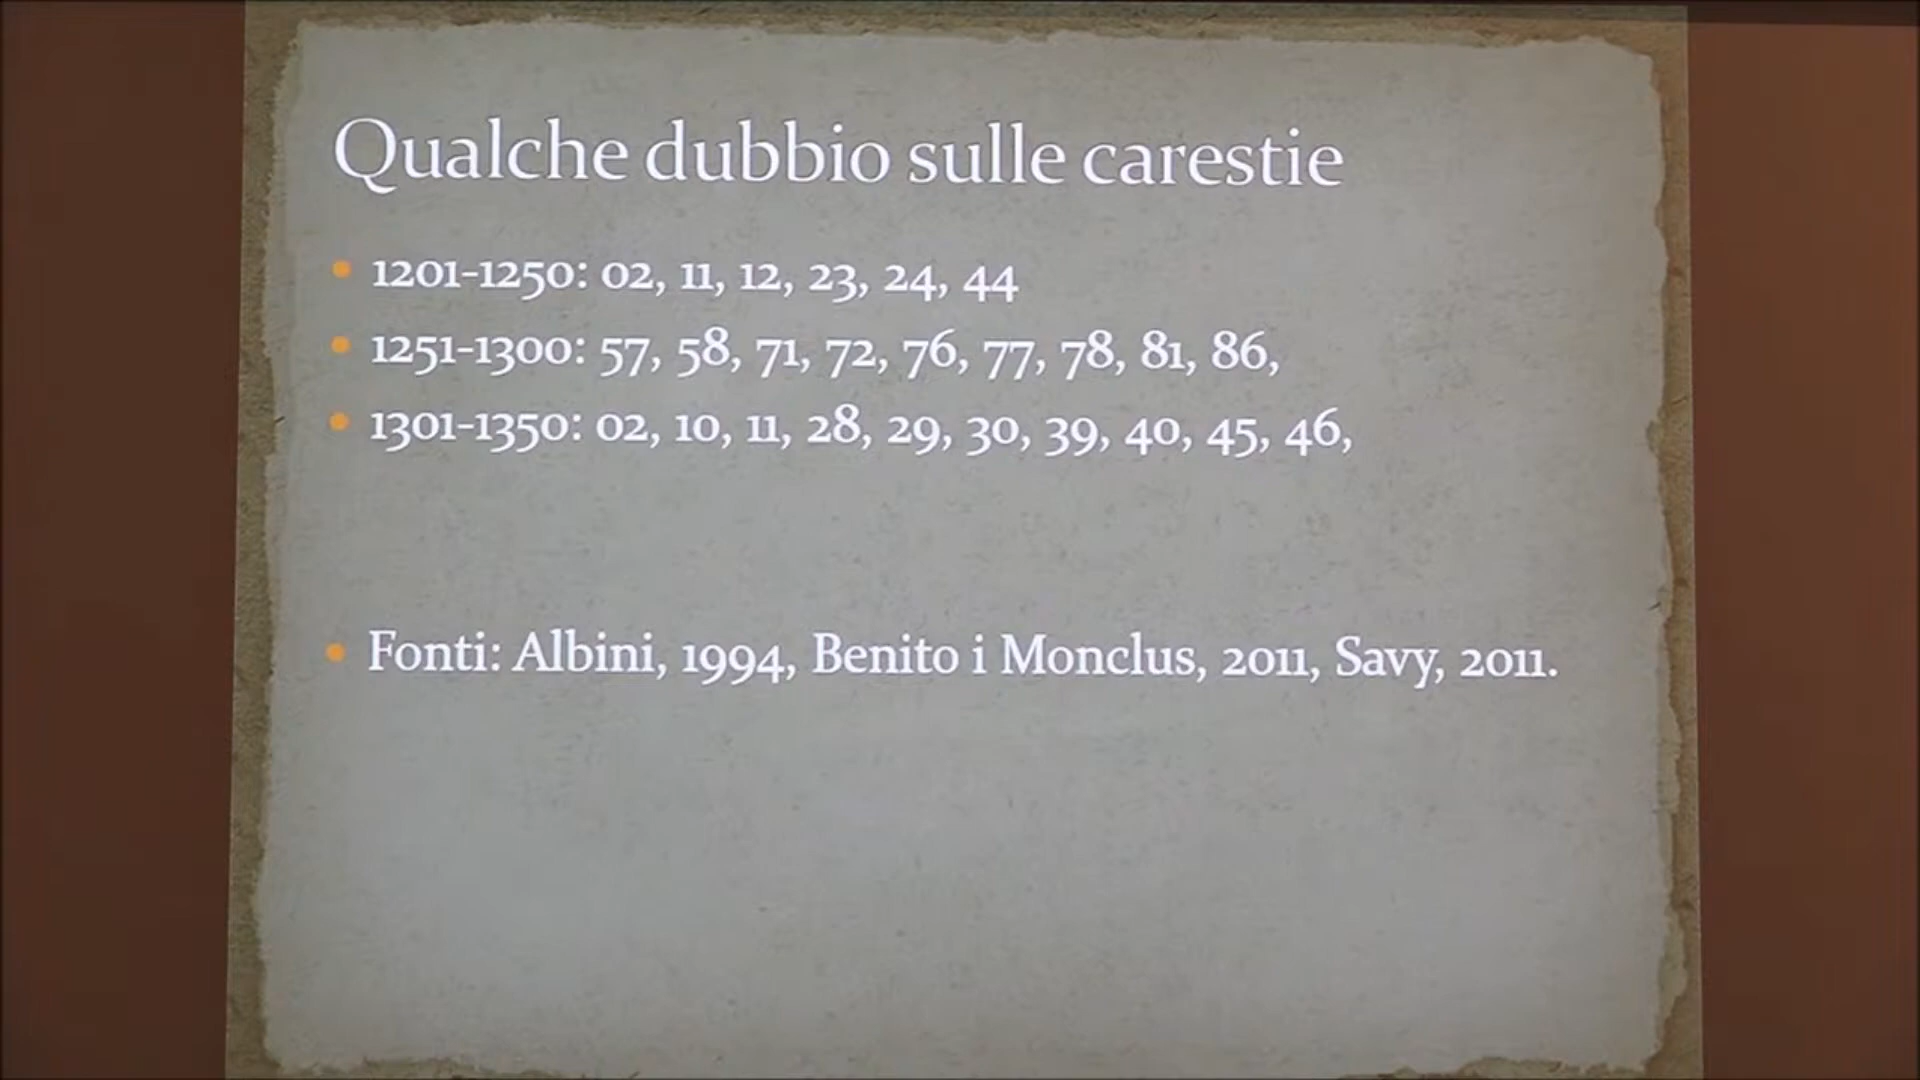 Qualche dubbio sulle carestie
• 1201-1250: 02, 11, 12, 23, 24, 44
• 1251-1300: 57, 58, 71, 72, 76, 77, 78, 81, 86,
• 1301-1350: 02, 10, 11, 28, 29, 30, 39, 40, 45, 46,
• Fonti: Albini, 1994, Benito i Monclus, 2011, Savy, 2011.